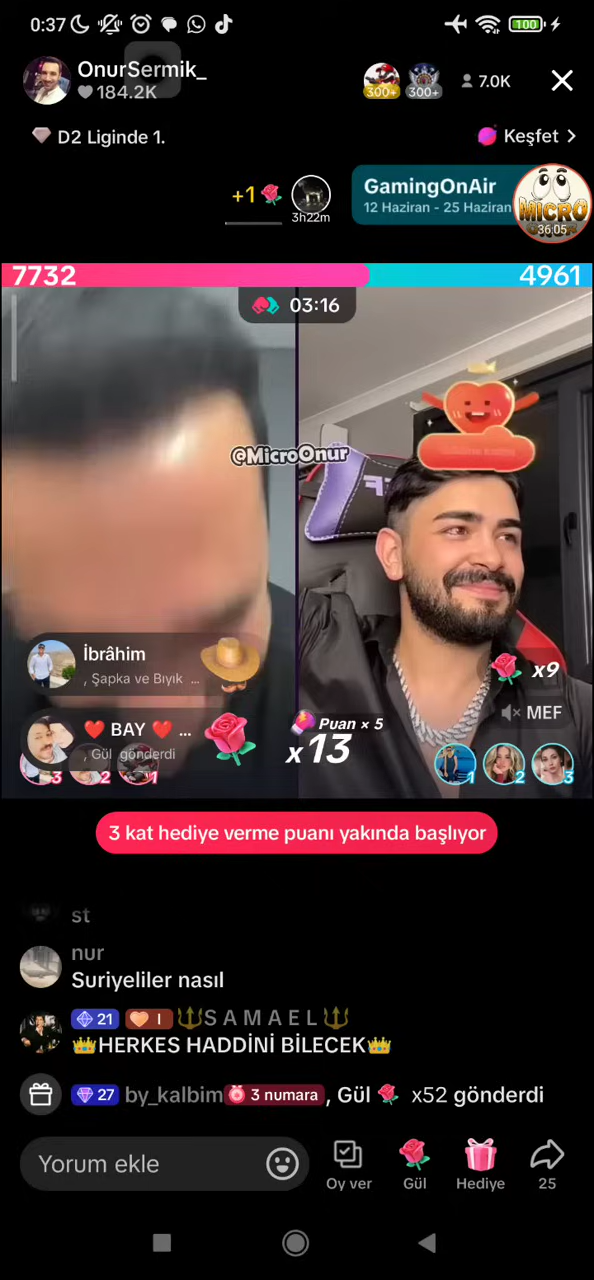 0:37
100
OnurSermik_
184.2K
300+
300+
7.0K
D2 Liginde 1.
Keşfet
+1
3h22m
GamingOnAir
12 Haziran - 25 Haziran
MICRO
36:05
7732
4961
03:16
@MicroOnur
İbrâhim
, Şapka ve Bıyık ...
x9
MEF
❤️ BAY ❤️ ...
, Gül gönderdi
Puan × 5
x13
3
2
1
1
2
3
3 kat hediye verme puanı yakında başlıyor
st
nur
Suriyeliler nasıl
21 I 🔱S A M A E L🔱
👑HERKES HADDİNİ BİLECEK👑
27 by_kalbim 3 numara , Gül 🌹 x52 gönderdi
Yorum ekle
Oy ver
Gül
Hediye
25